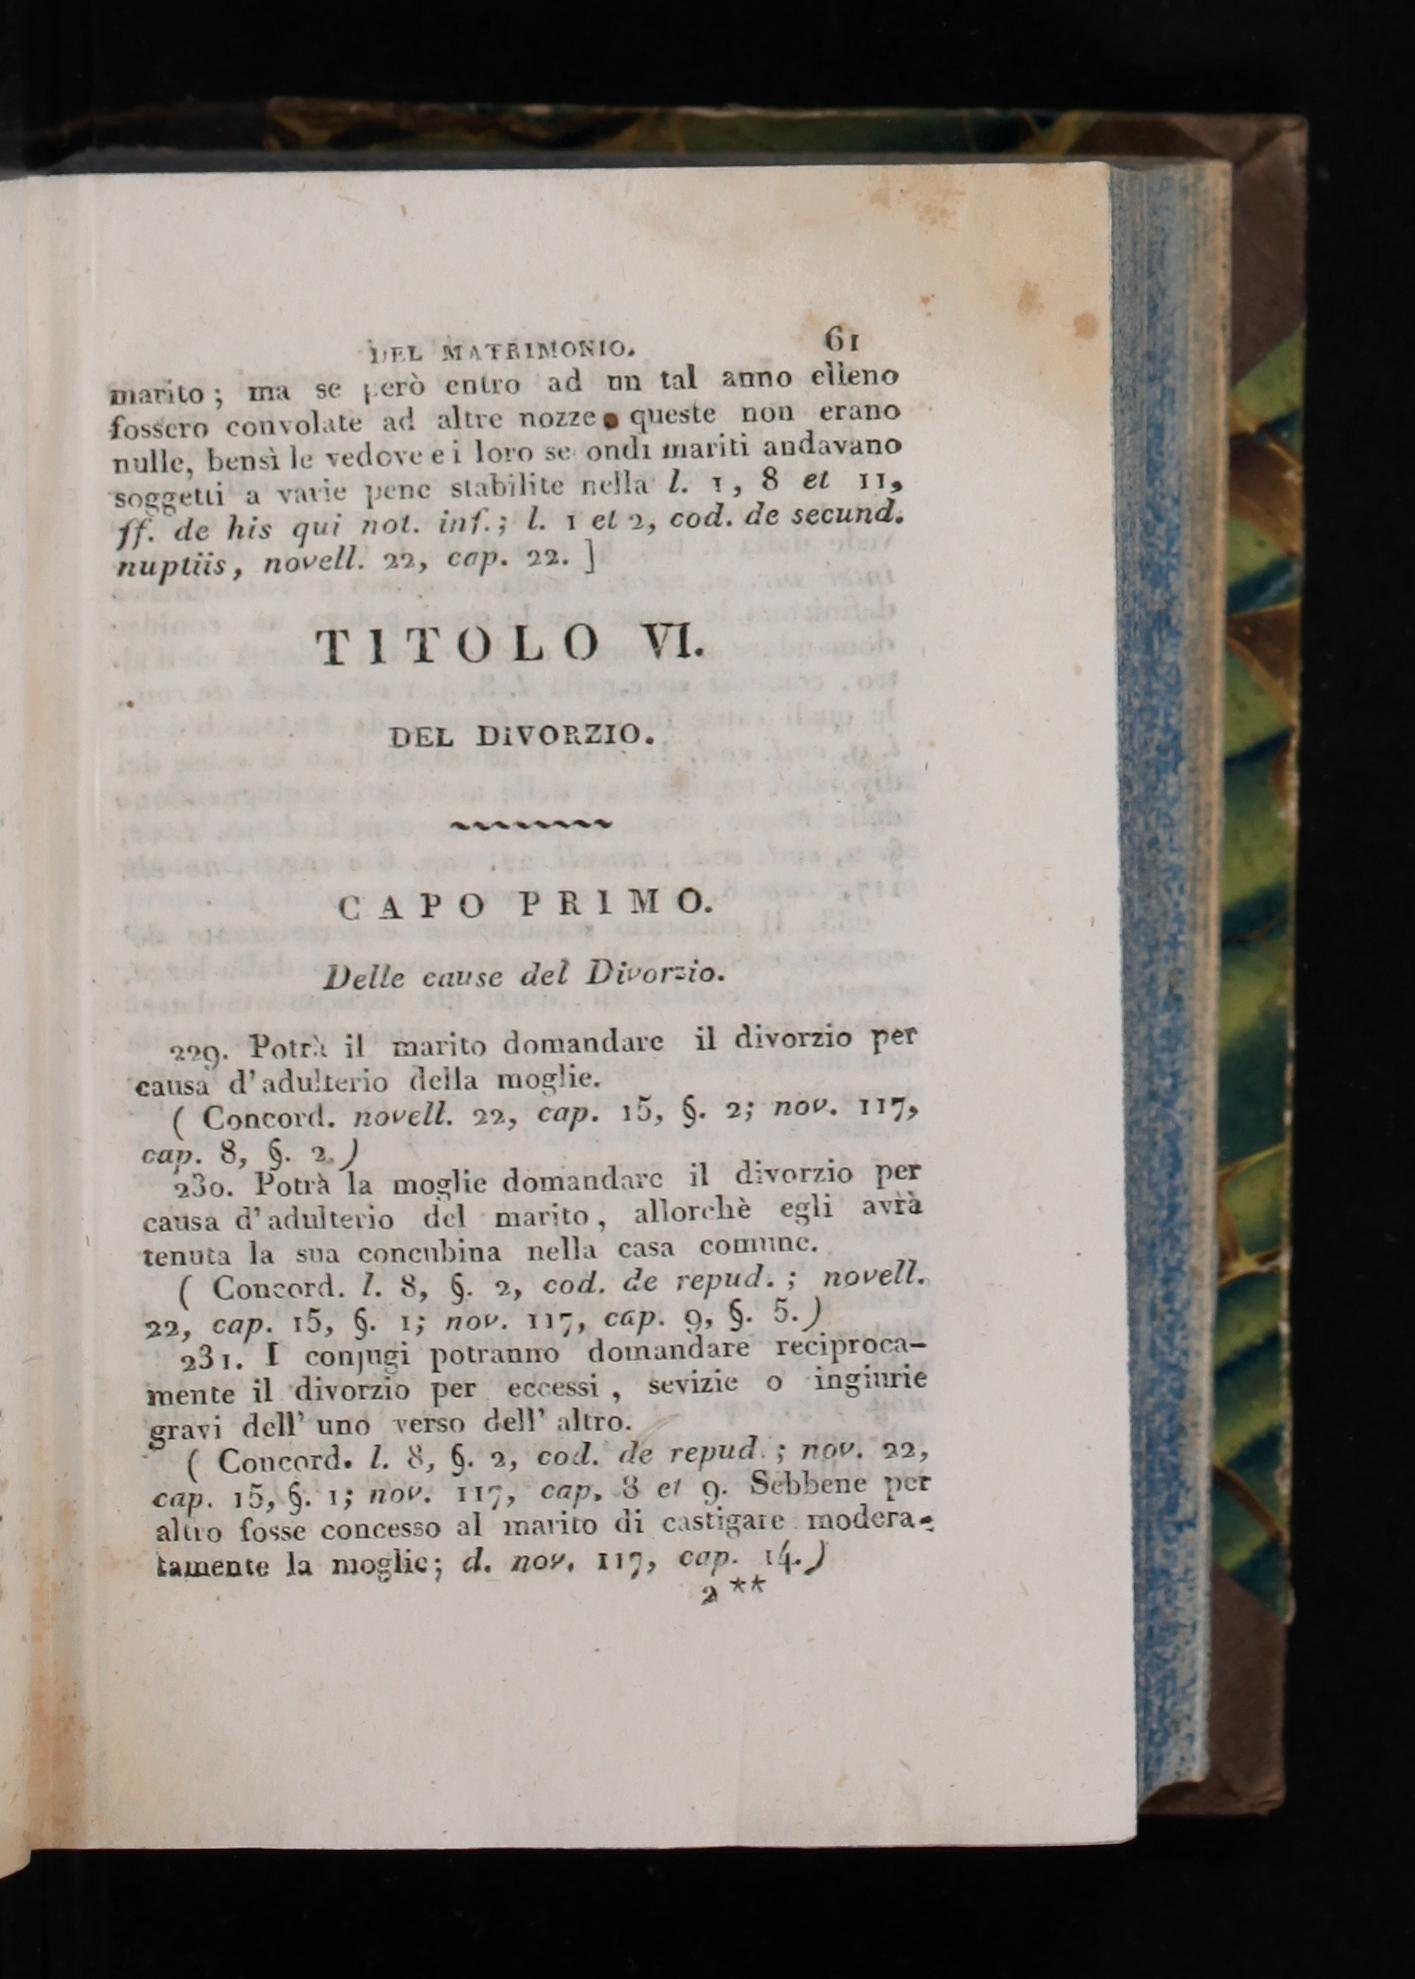 DEL MATRIMONIO. 61
marito; ma se però entro ad un tal anno elleno
fossero convolate ad altre nozze queste non erano
nulle, bensì le vedove e i loro se ondi mariti andavano
soggetti a varie pene stabilite nella l. 1, 8 et 11,
ff. de his qui not. inf.; l. 1 et 2, cod. de secund.
nuptiis, novell. 22, cap. 22. ]
TITOLO VI.
DEL DIVORZIO.
CAPO PRIMO.
Delle cause del Divorzio.
229. Potrà il marito domandare il divorzio per
causa d'adulterio della moglie.
( Concord. novell. 22, cap. 15, §. 2; nov. 117,
cap. 8, §. 2.)
230. Potrà la moglie domandare il divorzio per
causa d'adulterio del marito, allorchè egli avrà
tenuta la sua concubina nella casa comune.
( Concord. l. 8, §. 2, cod. de repud.; novell.
22, cap. 15, §. 1; nov. 117, cap. 9, §. 5.)
231. I conjugi potranno domandare reciproca-
mente il divorzio per eccessi, sevizie o ingiurie
gravi dell' uno verso dell' altro.
( Concord. l. 8, §. 2, cod. de repud.; nov. 22,
cap. 15, §. 1; nov. 117, cap. 8 et 9. Sebbene per
altro fosse concesso al marito di castigare modera-
tamente la moglie; d. nov. 117, cap. 14.)
2 **